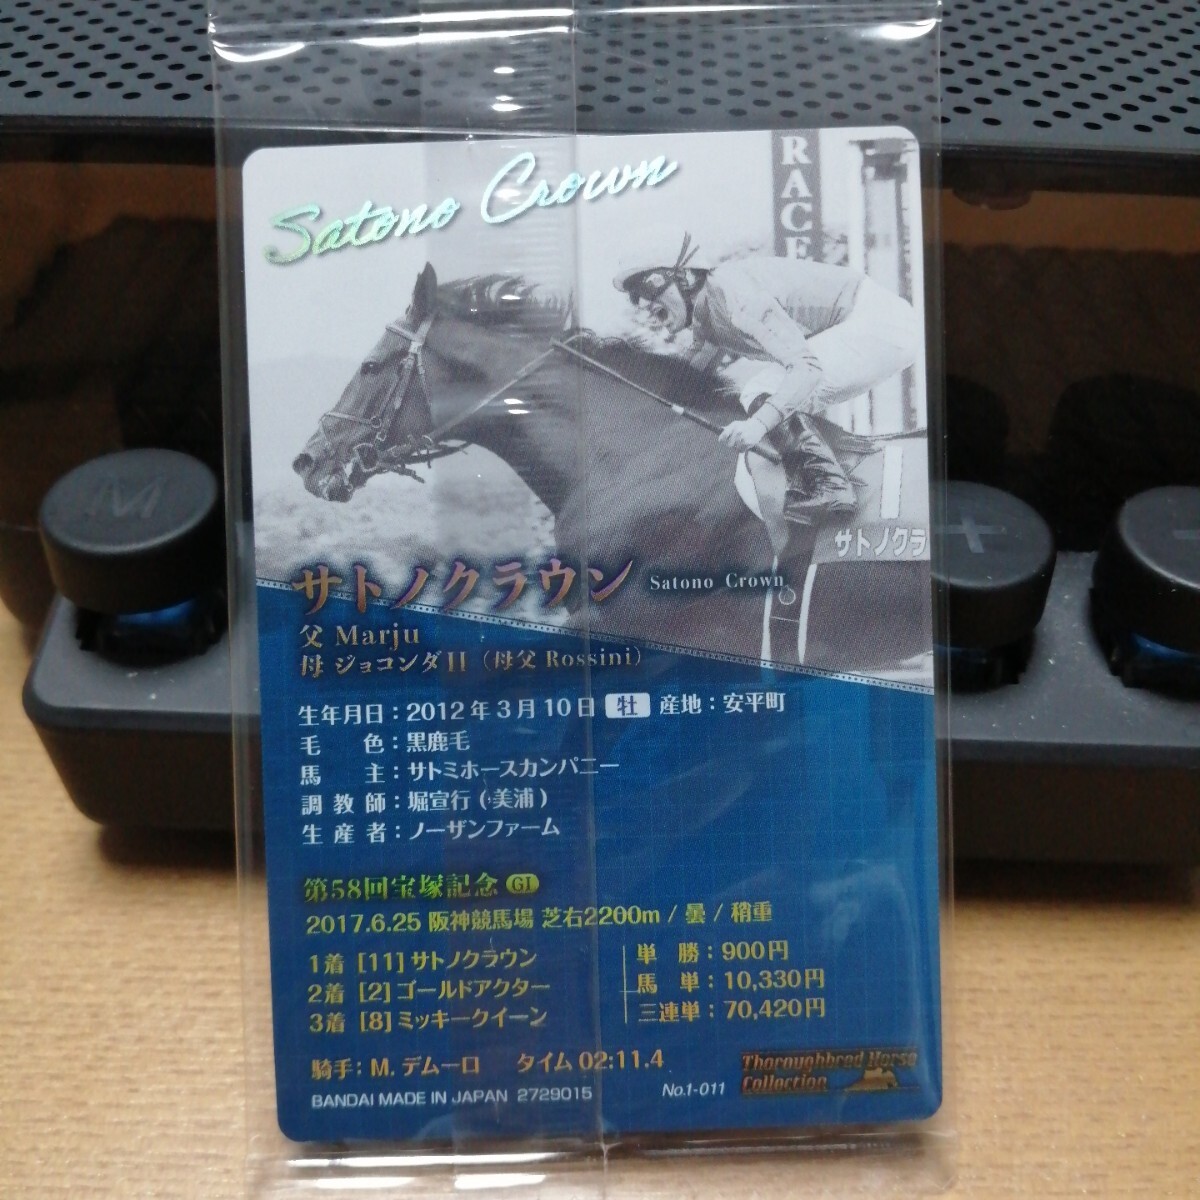 Satono Crown
RACE
サトノクラ
サトノクラウン Satono Crown
父 Marju
母 ジョコンダII (母父 Rossini)
生年月日：2012年3月10日 牡 産地：安平町
毛 色：黒鹿毛
馬 主：サトミホースカンパニー
調教師：堀宣行(美浦)
生産者：ノーザンファーム
第58回宝塚記念 GI
2017.6.25 阪神競馬場 芝右2200m / 曇 / 稍重
1着 [11] サトノクラウン
2着 [2] ゴールドアクター
3着 [8] ミッキークイーン
単 勝：900円
馬 単：10,330円
三連単：70,420円
騎手：M. デムーロ タイム 02:11.4
BANDAI MADE IN JAPAN 2729015
No.1-011
Thoroughbred Horse
Collection
M
+